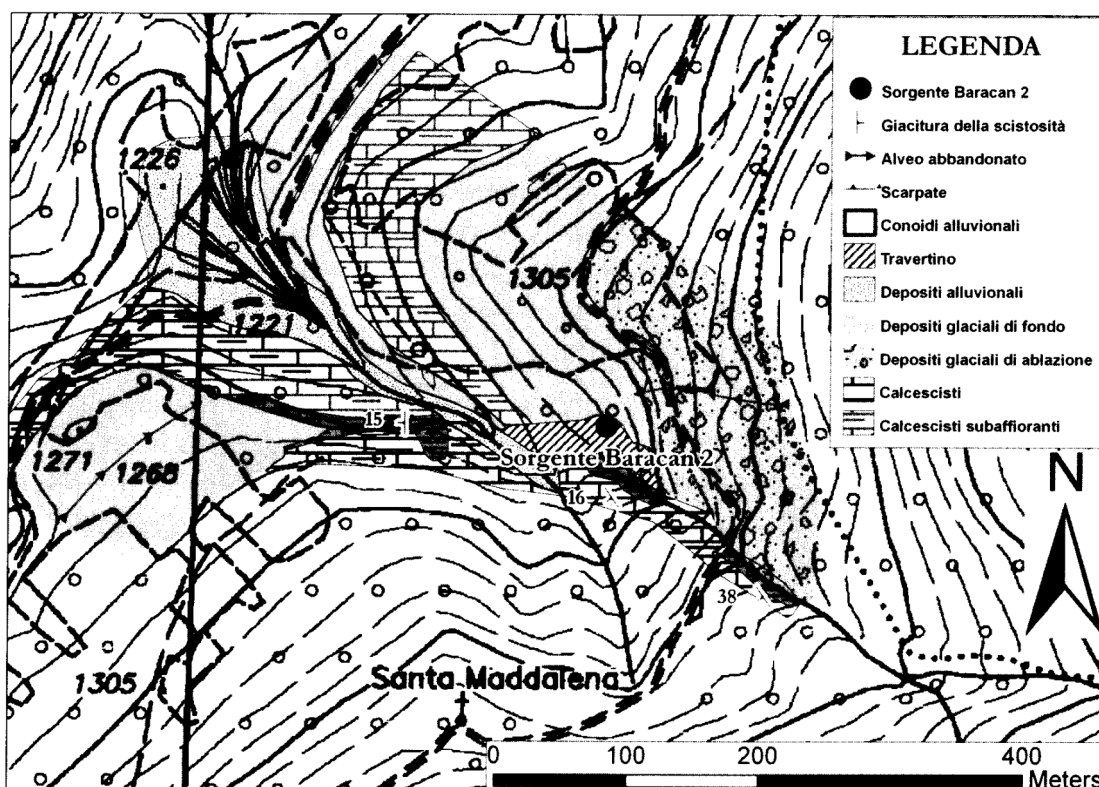 LEGENDA
Sorgente Baracan 2
Giacitura della scistosità
Alveo abbandonato
Scarpate
Conoidi alluvionali
Travertino
Depositi alluvionali
Depositi glaciali di fondo
Depositi glaciali di ablazione
Calcescisti
Calcescisti subaffioranti
1226
1305
1221
15
1271
1268
Sorgente Baracan 2
16
N
38
1305
Santa Maddalena
0 100 200 400
Meters